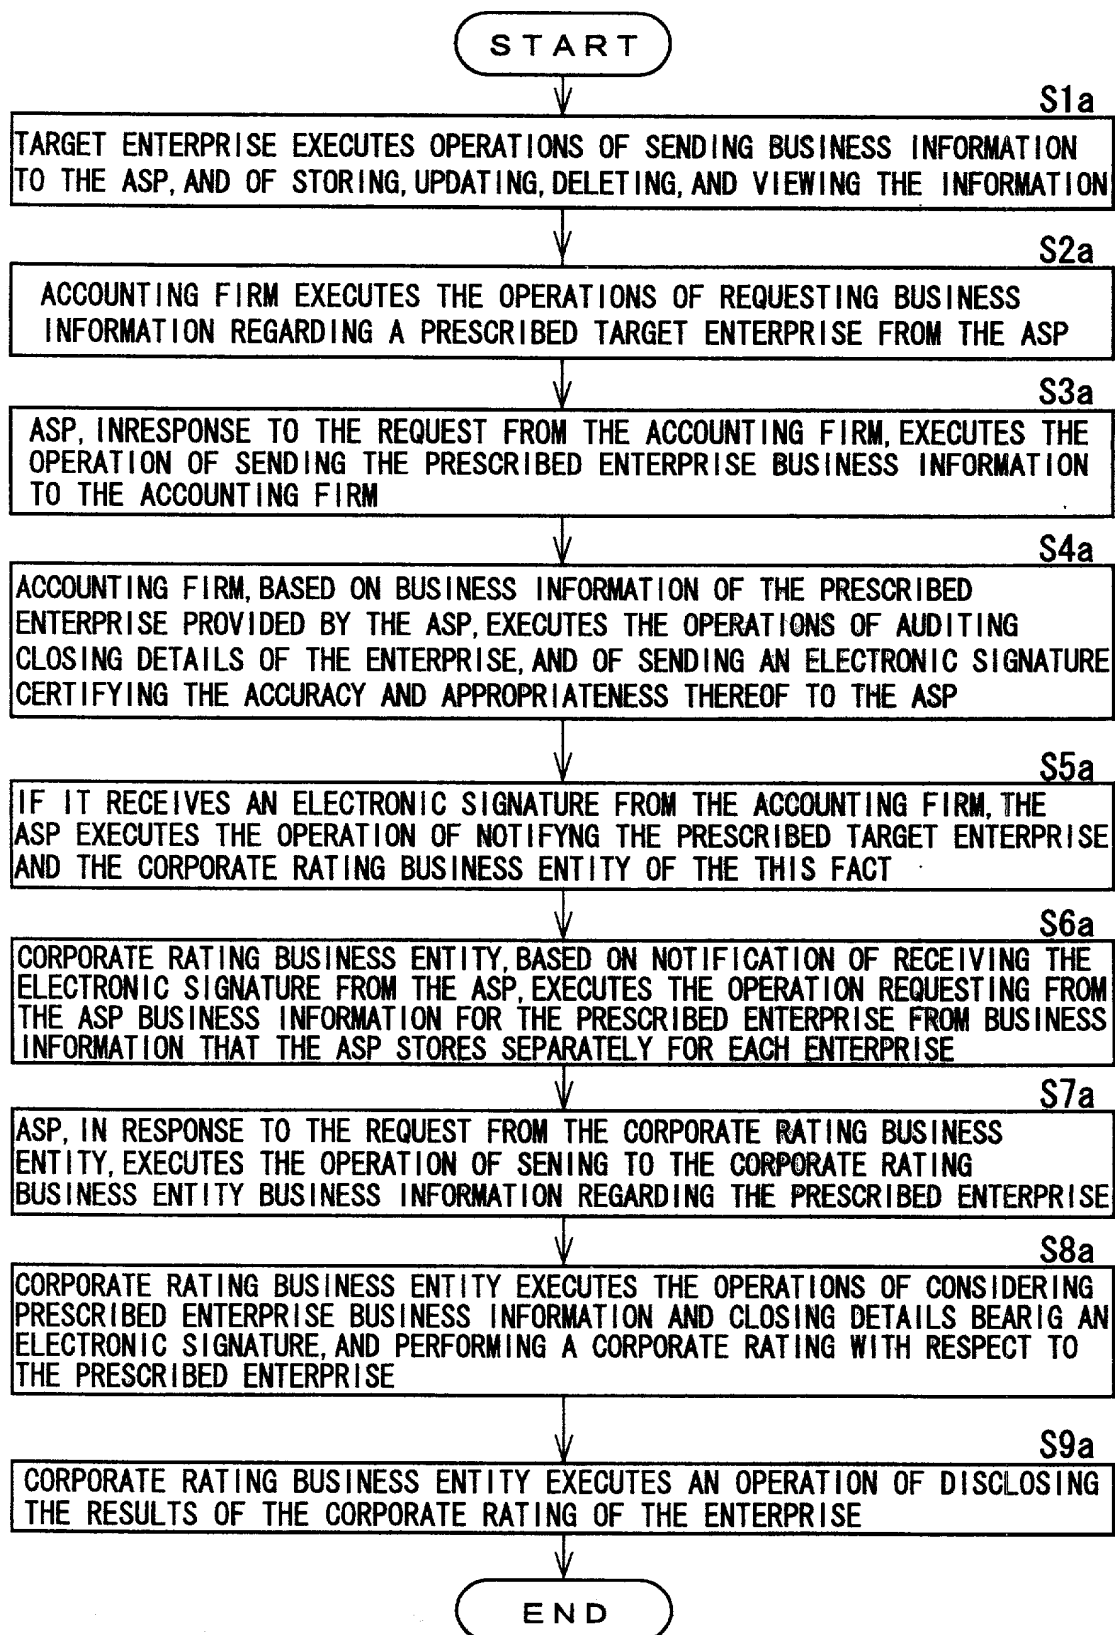 START
S1a
TARGET ENTERPRISE EXECUTES OPERATIONS OF SENDING BUSINESS INFORMATION
TO THE ASP, AND OF STORING, UPDATING, DELETING, AND VIEWING THE INFORMATION
S2a
ACCOUNTING FIRM EXECUTES THE OPERATIONS OF REQUESTING BUSINESS
INFORMATION REGARDING A PRESCRIBED TARGET ENTERPRISE FROM THE ASP
S3a
ASP, INRESPONSE TO THE REQUEST FROM THE ACCOUNTING FIRM, EXECUTES THE
OPERATION OF SENDING THE PRESCRIBED ENTERPRISE BUSINESS INFORMATION
TO THE ACCOUNTING FIRM
S4a
ACCOUNTING FIRM, BASED ON BUSINESS INFORMATION OF THE PRESCRIBED
ENTERPRISE PROVIDED BY THE ASP, EXECUTES THE OPERATIONS OF AUDITING
CLOSING DETAILS OF THE ENTERPRISE, AND OF SENDING AN ELECTRONIC SIGNATURE
CERTIFYING THE ACCURACY AND APPROPRIATENESS THEREOF TO THE ASP
S5a
IF IT RECEIVES AN ELECTRONIC SIGNATURE FROM THE ACCOUNTING FIRM, THE
ASP EXECUTES THE OPERATION OF NOTIFYNG THE PRESCRIBED TARGET ENTERPRISE
AND THE CORPORATE RATING BUSINESS ENTITY OF THE THIS FACT
S6a
CORPORATE RATING BUSINESS ENTITY, BASED ON NOTIFICATION OF RECEIVING THE
ELECTRONIC SIGNATURE FROM THE ASP, EXECUTES THE OPERATION REQUESTING FROM
THE ASP BUSINESS INFORMATION FOR THE PRESCRIBED ENTERPRISE FROM BUSINESS
INFORMATION THAT THE ASP STORES SEPARATELY FOR EACH ENTERPRISE
S7a
ASP, IN RESPONSE TO THE REQUEST FROM THE CORPORATE RATING BUSINESS
ENTITY, EXECUTES THE OPERATION OF SENING TO THE CORPORATE RATING
BUSINESS ENTITY BUSINESS INFORMATION REGARDING THE PRESCRIBED ENTERPRISE
S8a
CORPORATE RATING BUSINESS ENTITY EXECUTES THE OPERATIONS OF CONSIDERING
PRESCRIBED ENTERPRISE BUSINESS INFORMATION AND CLOSING DETAILS BEARIG AN
ELECTRONIC SIGNATURE, AND PERFORMING A CORPORATE RATING WITH RESPECT TO
THE PRESCRIBED ENTERPRISE
S9a
CORPORATE RATING BUSINESS ENTITY EXECUTES AN OPERATION OF DISCLOSING
THE RESULTS OF THE CORPORATE RATING OF THE ENTERPRISE
END